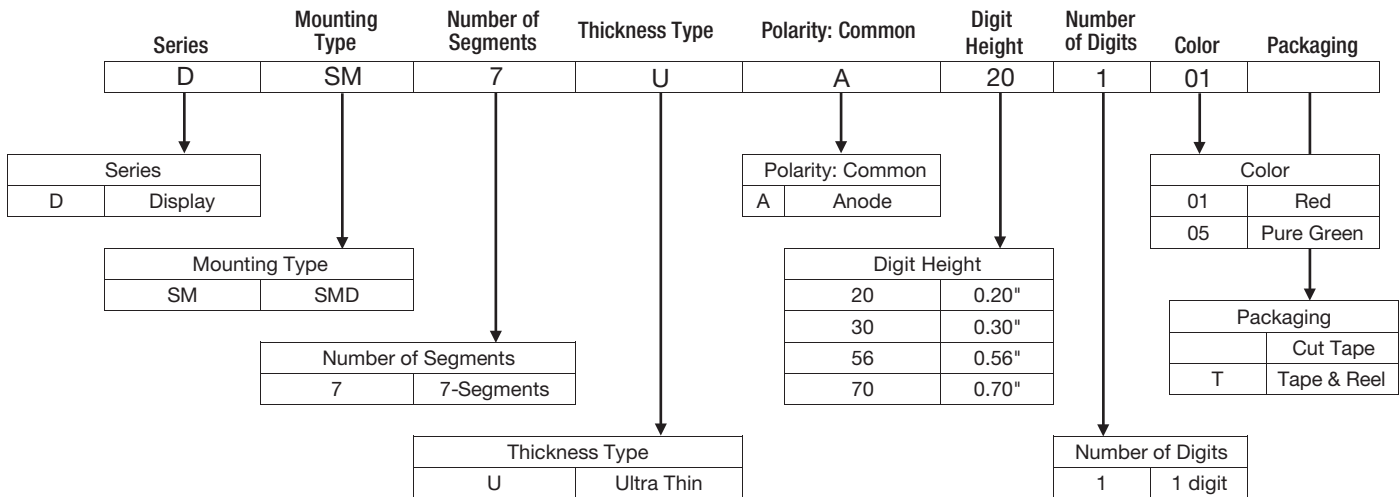 Series Mounting Type Number of Segments Thickness Type Polarity: Common Digit Height Number of Digits Color Packaging
D SM 7 U A 20 1 01
Series
D Display
Mounting Type
SM SMD
Number of Segments
7 7-Segments
Thickness Type
U Ultra Thin
Polarity: Common
A Anode
Digit Height
20 0.20"
30 0.30"
56 0.56"
70 0.70"
Number of Digits
1 1 digit
Color
01 Red
05 Pure Green
Packaging
Cut Tape
T Tape & Reel